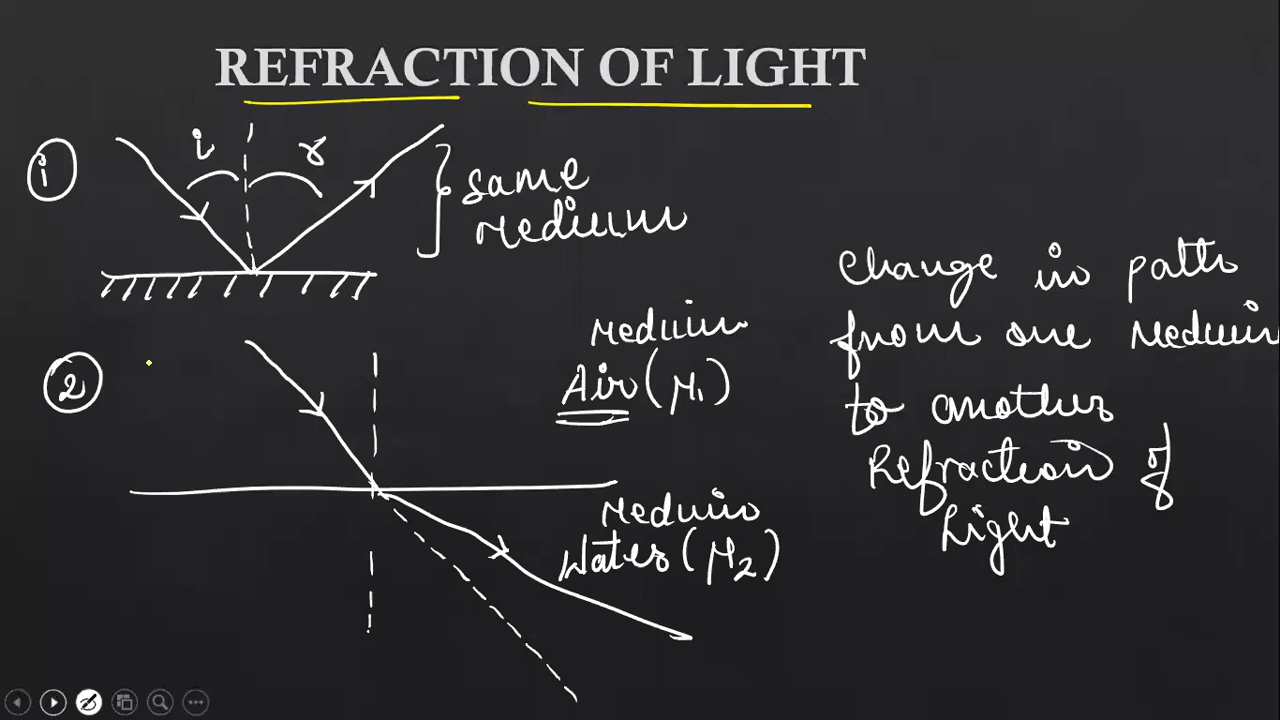 REFRACTION OF LIGHT
1
i r
same
Medium
2
Medium
Air (μ1)
Medium
Water (μ2)
Change in path
from one Medium
to another
Refraction of
Light